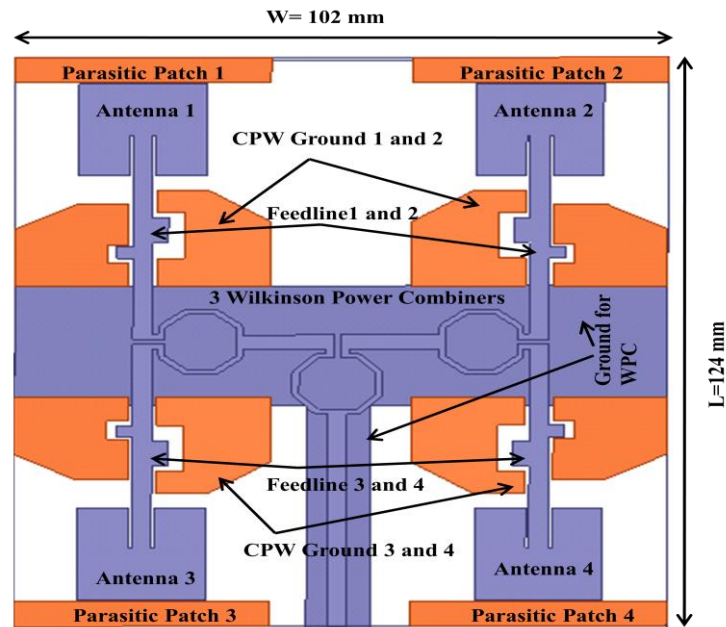 W= 102 mm
Parasitic Patch 1
Parasitic Patch 2
Antenna 1
Antenna 2
CPW Ground 1 and 2
Feedline1 and 2
3 Wilkinson Power Combiners
Ground for
WPC
L=124 mm
Feedline 3 and 4
CPW Ground 3 and 4
Antenna 3
Antenna 4
Parasitic Patch 3
Parasitic Patch 4